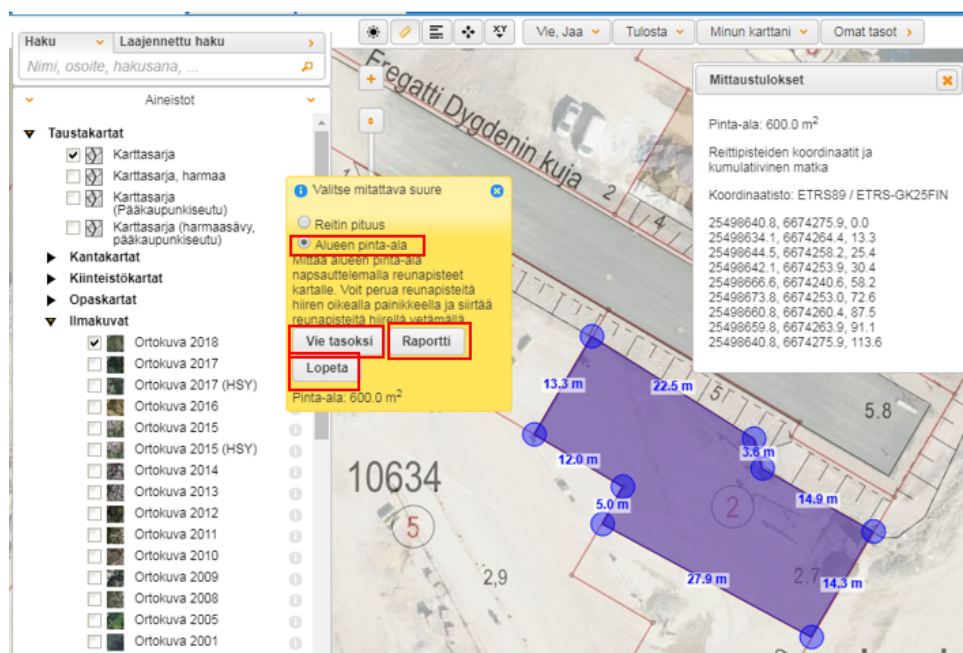 Haku
Laajennettu haku
Nimi, osoite, hakusana, ...
Aineistot
Taustakartat
Karttasarja
Karttasarja, harmaa
Karttasarja
(Pääkaupunkiseutu)
Karttasarja (harmaasävy,
pääkaupunkiseutu)
Kantakartat
Kiinteistökartat
Opaskartat
Ilmakuvat
Ortokuva 2018
Ortokuva 2017
Ortokuva 2017 (HSY)
Ortokuva 2016
Ortokuva 2015
Ortokuva 2015 (HSY)
Ortokuva 2014
Ortokuva 2013
Ortokuva 2012
Ortokuva 2011
Ortokuva 2010
Ortokuva 2009
Ortokuva 2008
Ortokuva 2005
Ortokuva 2001
XY
Vie, Jaa
Tulosta
Minun karttani
Omat tasot
Valitse mitattava suure
Reitin pituus
Alueen pinta-ala
Mittaa alueen pinta-ala
napsauttelemalla reunapisteet
kartalle. Voit perua reunapisteitä
hiiren oikealla painikkeella ja siirtää
reunapisteitä hiirellä vetämällä.
Vie tasoksi
Raportti
Lopeta
Pinta-ala: 600.0 m²
Mittaustulokset
Pinta-ala: 600.0 m²
Reittipisteiden koordinaatit ja
kumulatiivinen matka
Koordinaatisto: ETRS89 / ETRS-GK25FIN
25498640.8, 6674275.9, 0.0
25498634.1, 6674264.4, 13.3
25498644.5, 6674258.2, 25.4
25498642.1, 6674253.9, 30.4
25498666.6, 6674240.6, 58.2
25498673.8, 6674253.0, 72.6
25498660.8, 6674260.4, 87.5
25498659.8, 6674263.9, 91.1
25498640.8, 6674275.9, 113.6
Fregatti Dygdenin kuja
2
4
13.3 m
22.5 m
5
5.8
3.6 m
12.0 m
10634
5.0 m
14.9 m
2
5
2,9
27.9 m
2.7
14.3 m